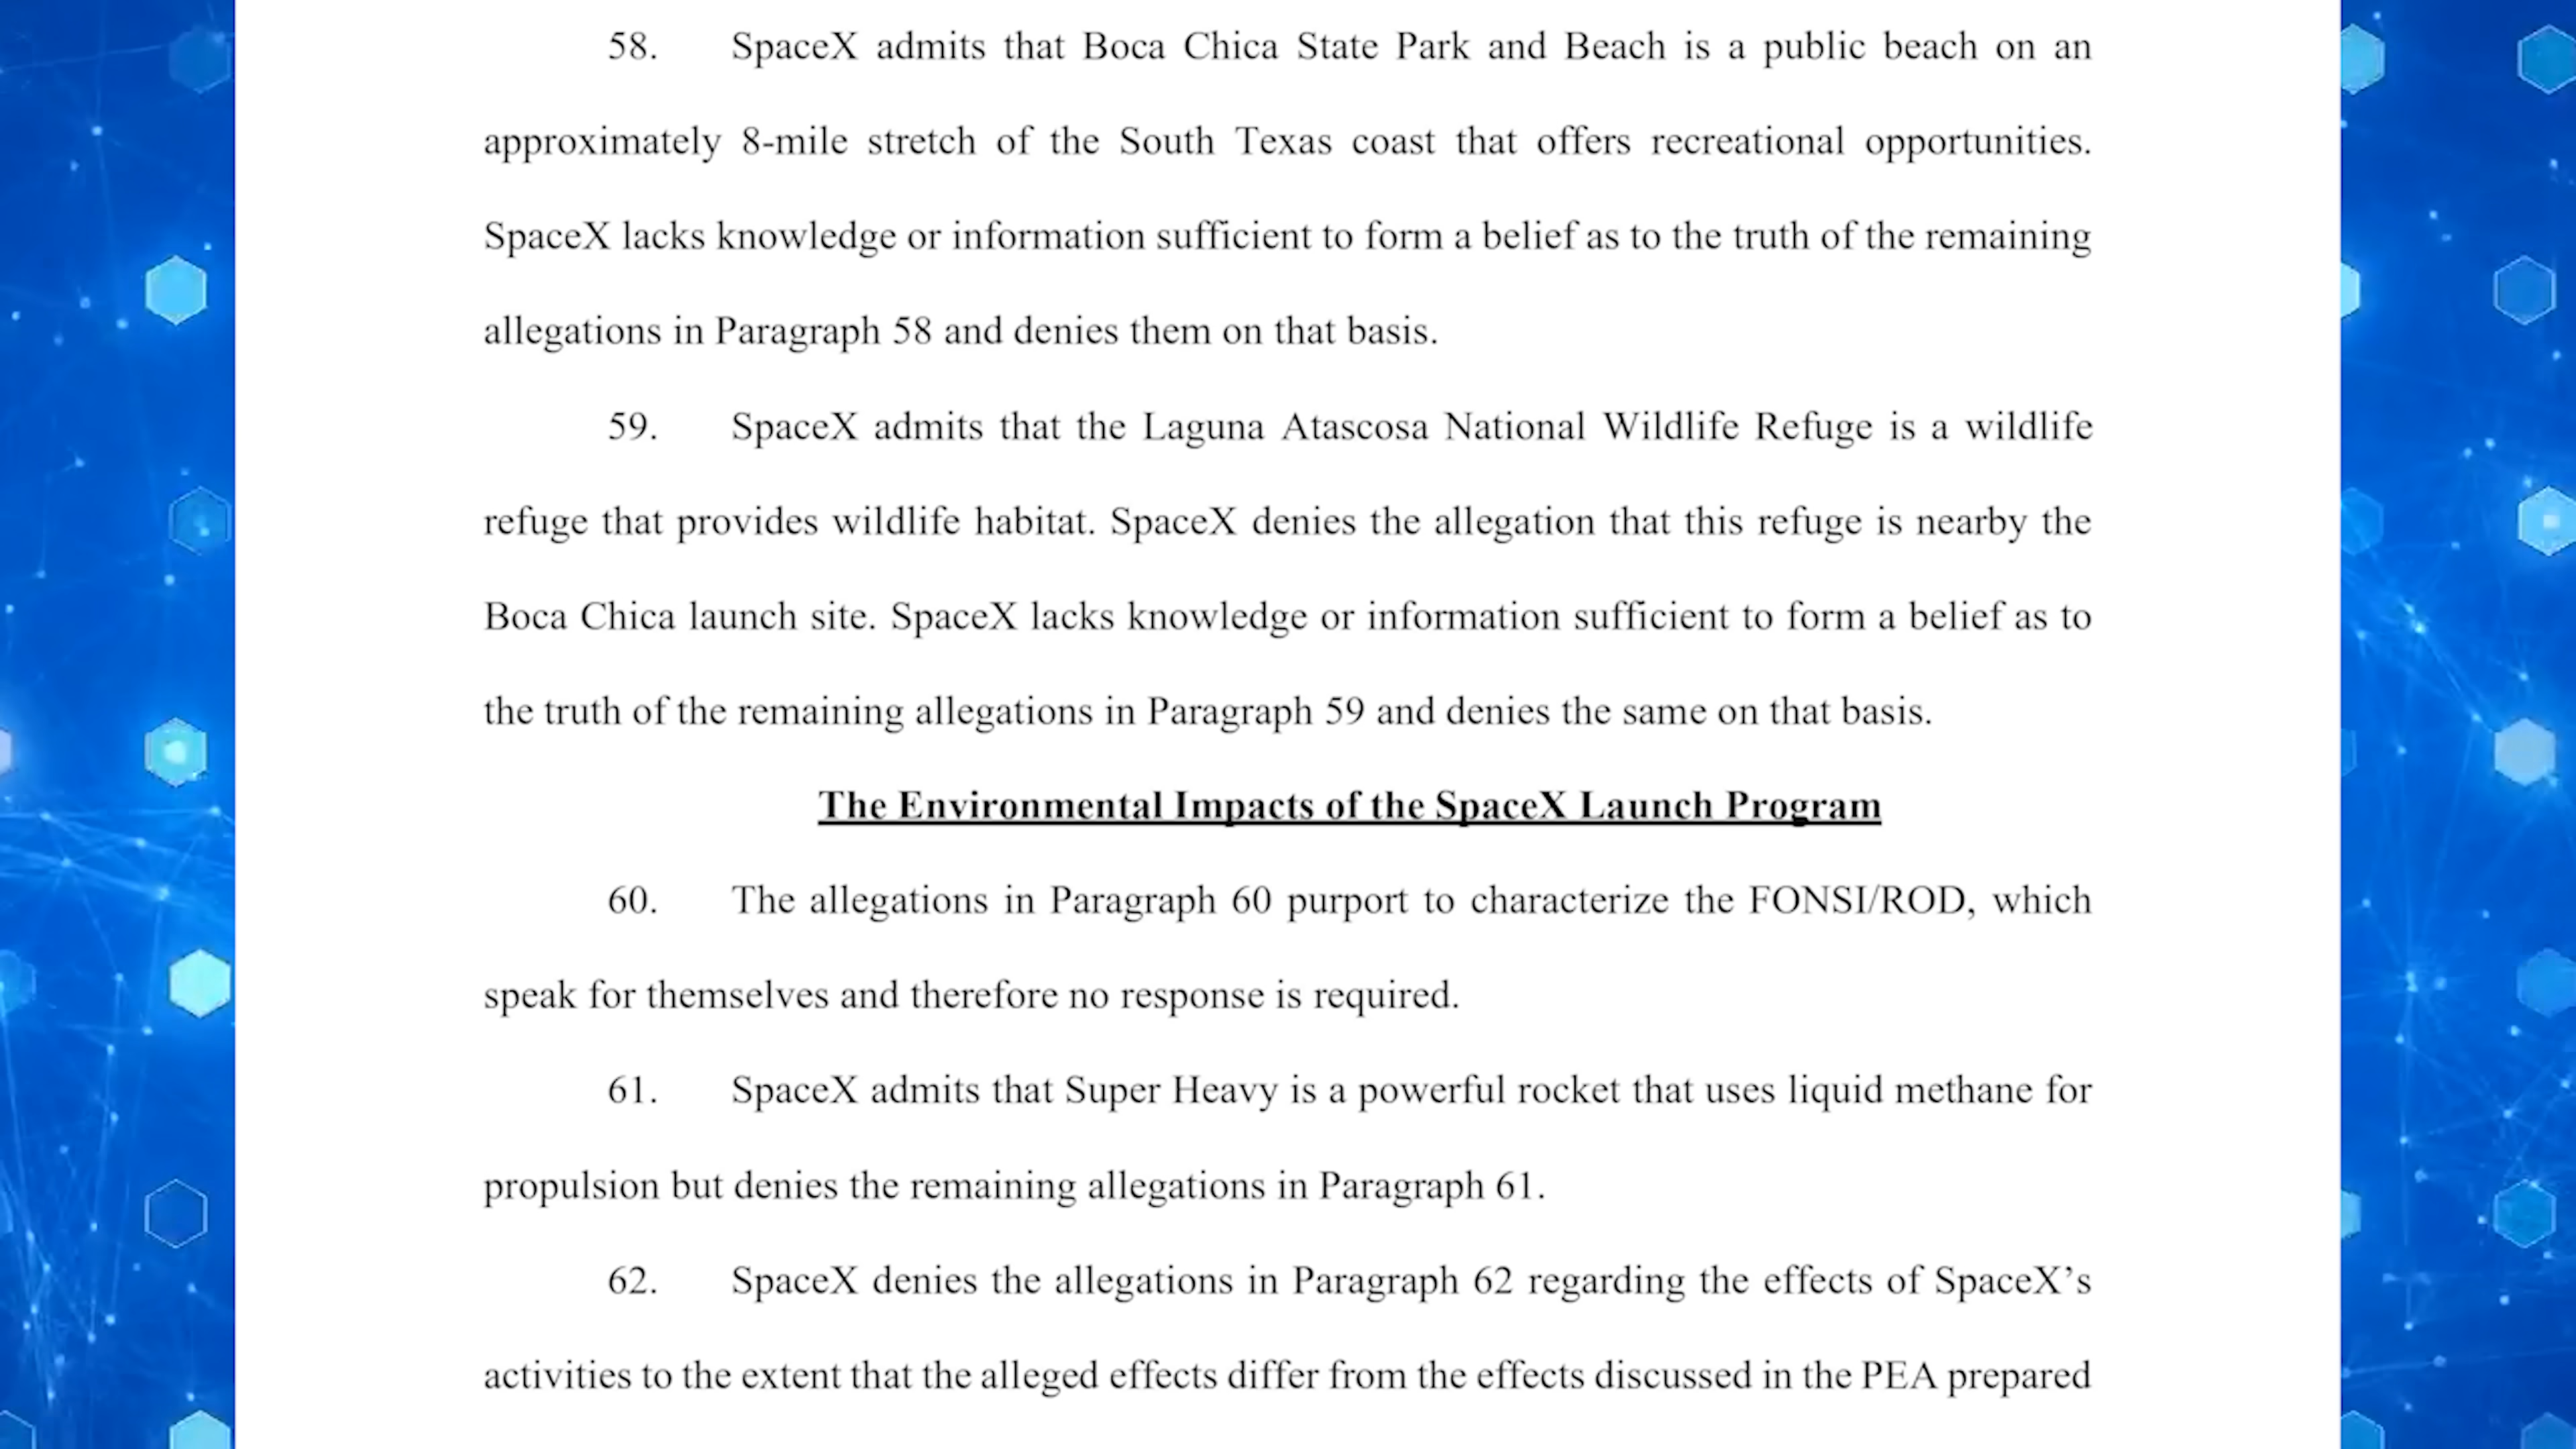 58. SpaceX admits that Boca Chica State Park and Beach is a public beach on an
approximately 8-mile stretch of the South Texas coast that offers recreational opportunities.
SpaceX lacks knowledge or information sufficient to form a belief as to the truth of the remaining
allegations in Paragraph 58 and denies them on that basis.
59. SpaceX admits that the Laguna Atascosa National Wildlife Refuge is a wildlife
refuge that provides wildlife habitat. SpaceX denies the allegation that this refuge is nearby the
Boca Chica launch site. SpaceX lacks knowledge or information sufficient to form a belief as to
the truth of the remaining allegations in Paragraph 59 and denies the same on that basis.
The Environmental Impacts of the SpaceX Launch Program
60. The allegations in Paragraph 60 purport to characterize the FONSI/ROD, which
speak for themselves and therefore no response is required.
61. SpaceX admits that Super Heavy is a powerful rocket that uses liquid methane for
propulsion but denies the remaining allegations in Paragraph 61.
62. SpaceX denies the allegations in Paragraph 62 regarding the effects of SpaceX’s
activities to the extent that the alleged effects differ from the effects discussed in the PEA prepared